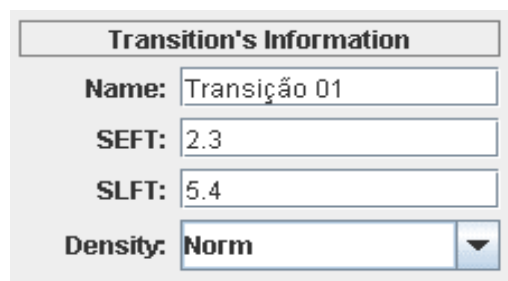 Transition's Information
Name: Transição 01
SEFT: 2.3
SLFT: 5.4
Density: Norm